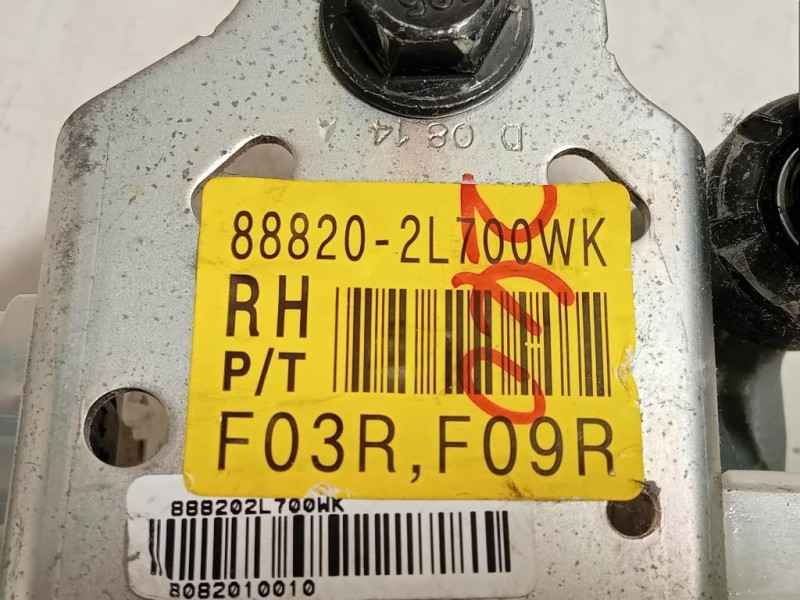 D 08 14 A
88820-2L700WK
RH
P/T
F03R, F09R
888202L700WK
8082010010